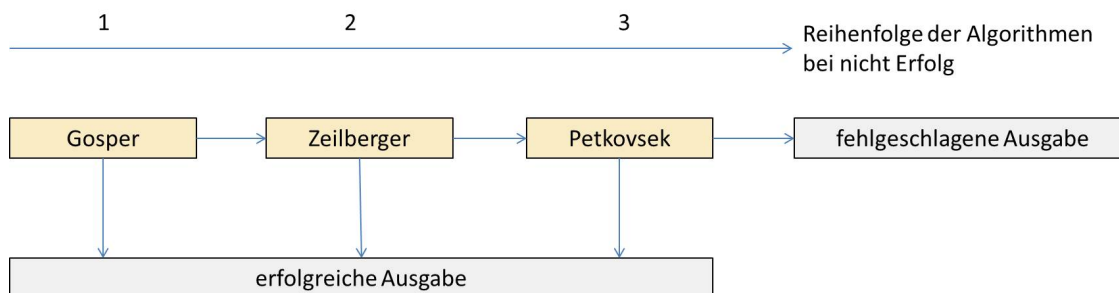 1 2 3
Reihenfolge der Algorithmen
bei nicht Erfolg
Gosper Zeilberger Petkovsek fehlgeschlagene Ausgabe
erfolgreiche Ausgabe